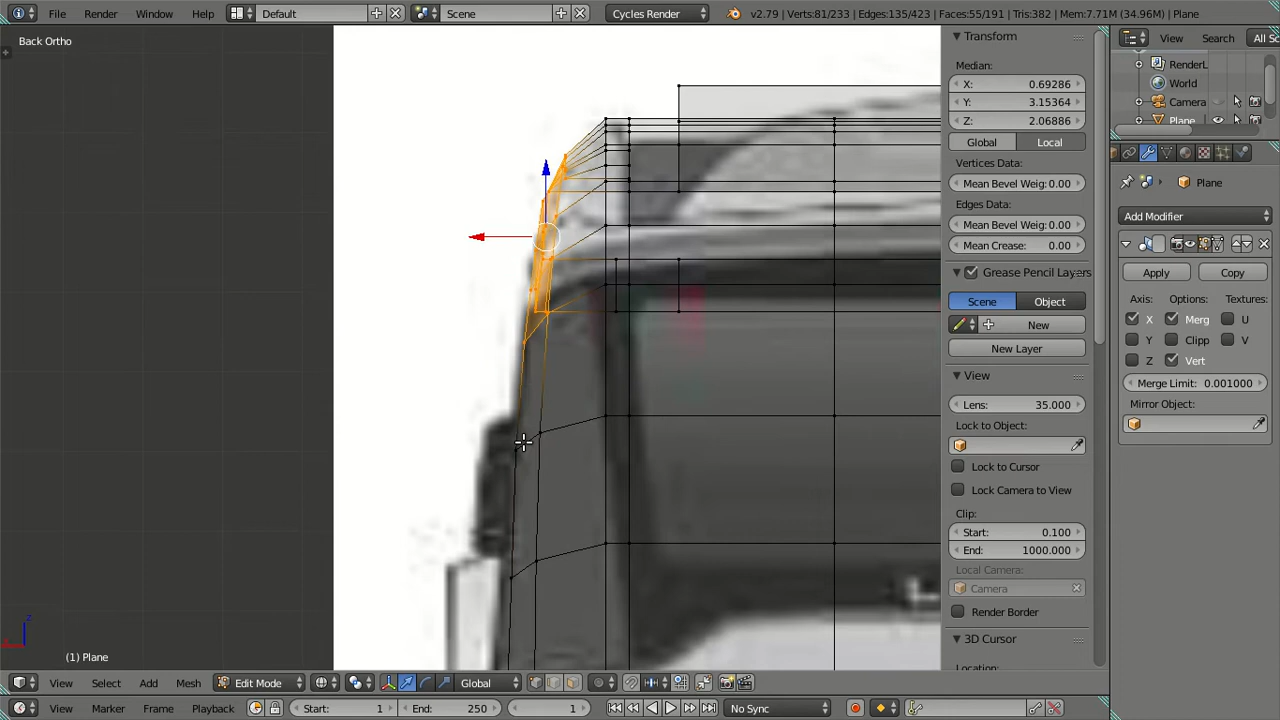 File Render Window Help Default Scene Cycles Render v2.79 | Verts:81/233 | Edges:135/423 | Faces:55/191 | Tris:382 | Mem:7.71M (34.96M) | Plane
Back Ortho
Transform
View Search All Sc
Median:
RenderL
X: 0.69286
World
Y: 3.15364
Camera
Z: 2.06886
Plane
Global Local
Vertices Data:
Mean Bevel Weig: 0.00
Plane
Edges Data:
Add Modifier
Mean Bevel Weig: 0.00
Mean Crease: 0.00
Grease Pencil Layers
Apply Copy
Scene Object
Axis: Options: Textures:
New
X Merg U
New Layer
Y Clipp V
View
Z Vert
Lens: 35.000
Merge Limit: 0.001000
Lock to Object:
Mirror Object:
Lock to Cursor
Lock Camera to View
Clip:
Start: 0.100
End: 1000.000
Local Camera:
Camera
Render Border
z
3D Cursor
(1) Plane
Location:
View Select Add Mesh Edit Mode Global
View Marker Frame Playback Start: 1 End: 250 1 No Sync